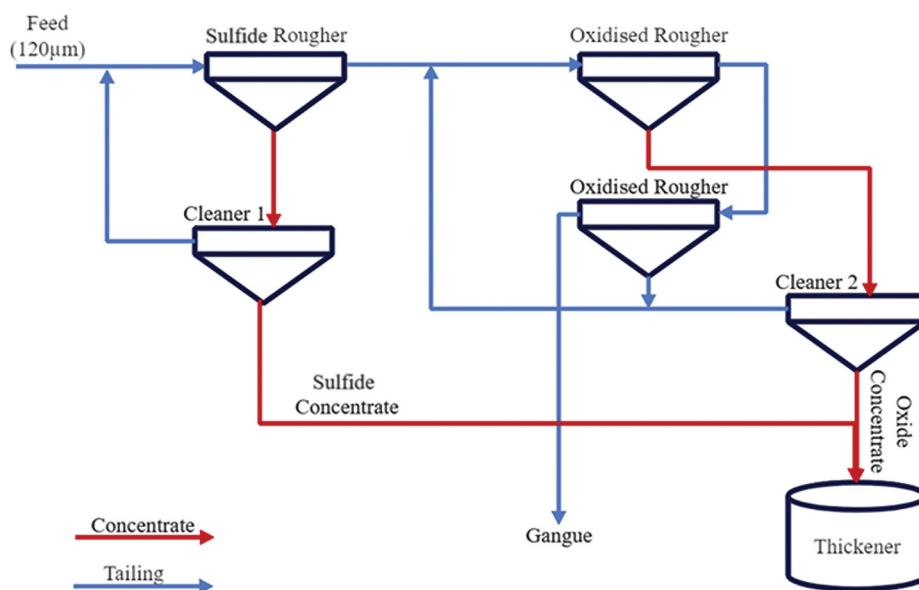 Feed
(120µm)
Sulfide Rougher
Oxidised Rougher
Oxidised Rougher
Cleaner 1
Cleaner 2
Sulfide
Concentrate
Oxide
Concentrate
Concentrate
Gangue
Thickener
Tailing